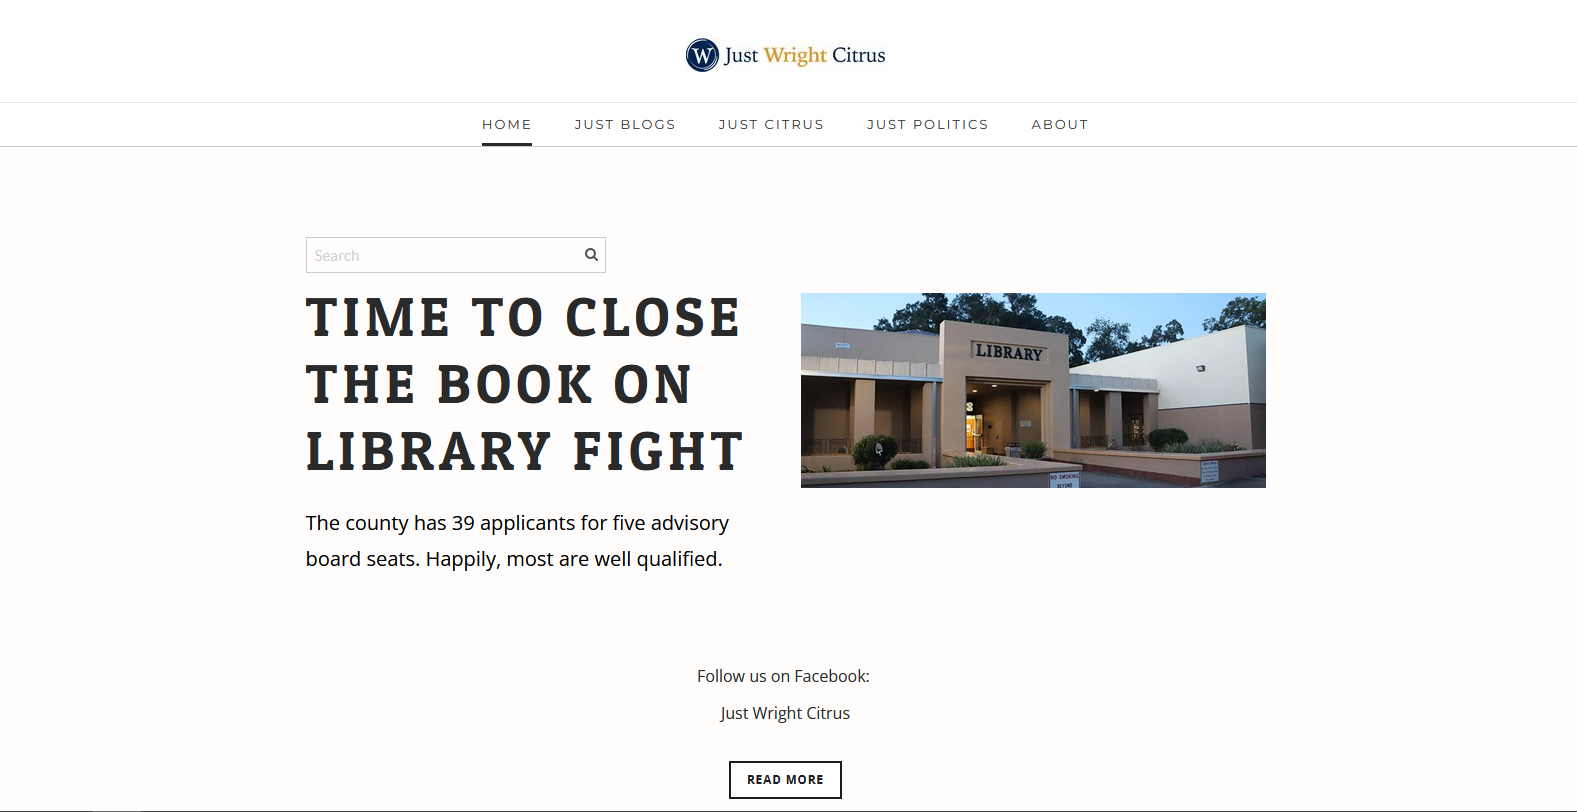 W Just Wright Citrus
HOME JUST BLOGS JUST CITRUS JUST POLITICS ABOUT
Search
TIME TO CLOSE
THE BOOK ON
LIBRARY FIGHT
LIBRARY
NO SMOKING
BEYOND
The county has 39 applicants for five advisory
board seats. Happily, most are well qualified.
Follow us on Facebook:
Just Wright Citrus
READ MORE